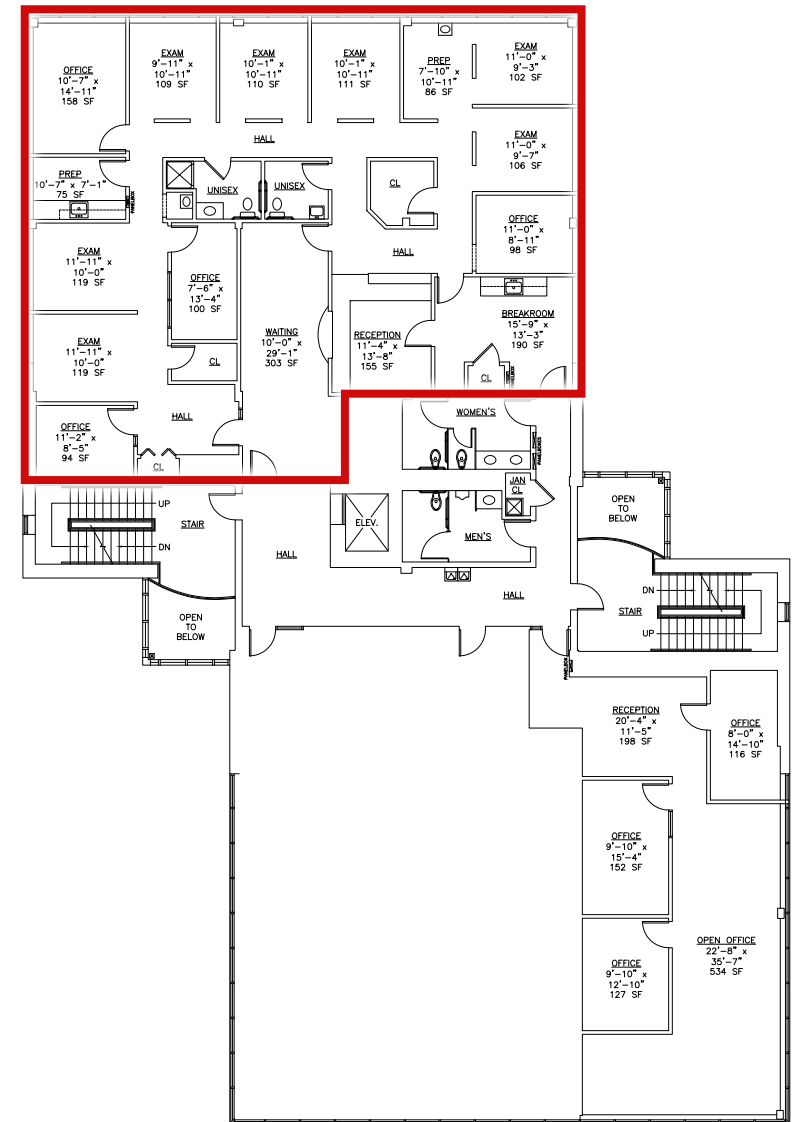 OFFICE
10'-7" x
14'-11"
158 SF
EXAM
9'-11" x
10'-11"
109 SF
EXAM
10'-1" x
10'-11"
110 SF
EXAM
10'-1" x
10'-11"
111 SF
PREP
7'-10" x
10'-11"
86 SF
EXAM
11'-0" x
9'-3"
102 SF
HALL
EXAM
11'-0" x
9'-7"
106 SF
PREP
10'-7" x 7'-1"
75 SF
PANELBOX
UNISEX
UNISEX
CL
OFFICE
11'-0" x
8'-11"
98 SF
EXAM
11'-11" x
10'-0"
119 SF
OFFICE
7'-6" x
13'-4"
100 SF
HALL
WAITING
10'-0" x
29'-1"
303 SF
RECEPTION
11'-4" x
13'-8"
155 SF
BREAKROOM
15'-9" x
13'-3"
190 SF
EXAM
11'-11" x
10'-0"
119 SF
CL
CL
PANELBOX
OFFICE
11'-2" x
8'-5"
94 SF
HALL
CL
WOMEN'S
PANELBOXES
JAN
CL
UP
DN
STAIR
ELEV.
MEN'S
OPEN
TO
BELOW
HALL
HALL
OPEN
TO
BELOW
DN
UP
STAIR
PANELBOX
RECEPTION
20'-4" x
11'-5"
198 SF
OFFICE
8'-0" x
14'-10"
116 SF
OFFICE
9'-10" x
15'-4"
152 SF
OPEN OFFICE
22'-8" x
35'-7"
534 SF
OFFICE
9'-10" x
12'-10"
127 SF